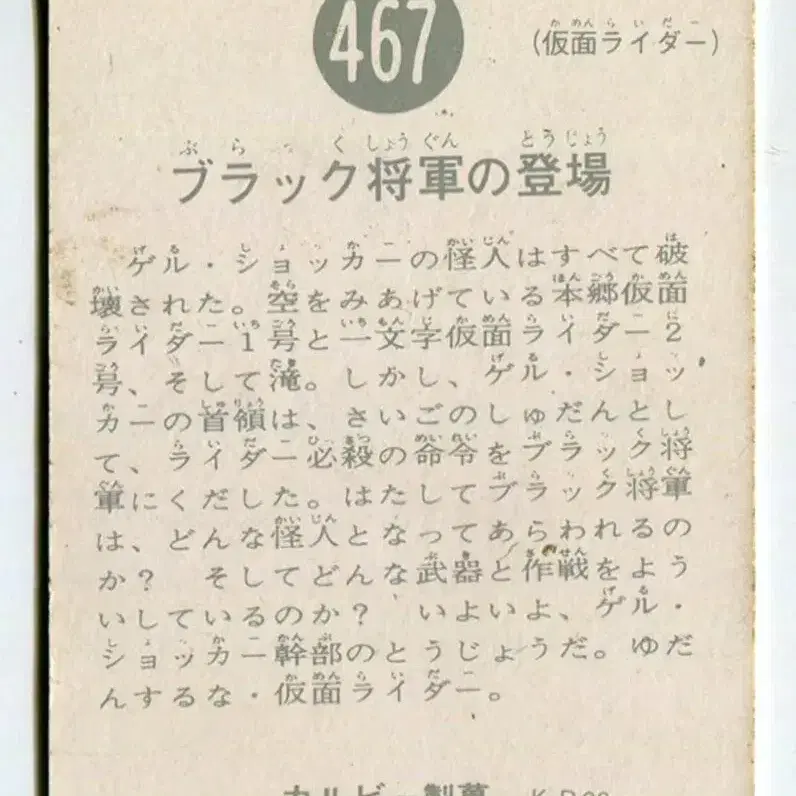 467
(仮面ライダー)
ブラック将軍の登場
ゲル・ショッカーの怪人はすべて破
壊された。空をみあげている本郷仮面
ライダー1号と一文字仮面ライダー2
号、そして滝。しかし、ゲル・ショッ
カーの首領は、さいごのしゅだんとし
て、ライダー必殺の命令をブラック将
軍にくだした。はたしてブラック将軍
は、どんな怪人となってあらわれるの
か? そしてどんな武器と作戦をよう
いしているのか? いよいよ、ゲル・
ショッカー幹部のとうじょうだ。ゆだ
んするな・仮面ライダー。
カルビー製菓